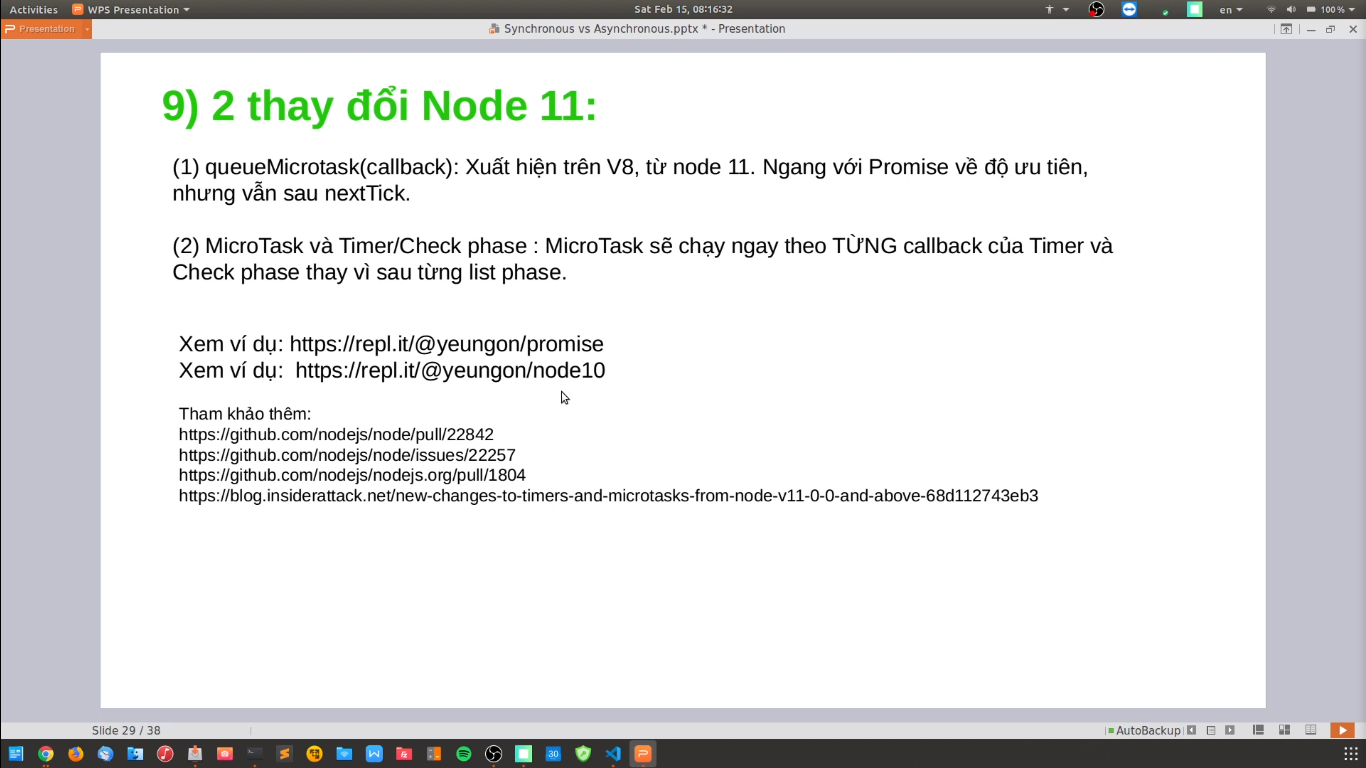 Activities
WPS Presentation
Sat Feb 15, 08:16:32
en
100 %
Presentation
Synchronous vs Asynchronous.pptx * - Presentation
9) 2 thay đổi Node 11:
(1) queueMicrotask(callback): Xuất hiện trên V8, từ node 11. Ngang với Promise về độ ưu tiên,
nhưng vẫn sau nextTick.
(2) MicroTask và Timer/Check phase : MicroTask sẽ chạy ngay theo TỪNG callback của Timer và
Check phase thay vì sau từng list phase.
Xem ví dụ: https://repl.it/@yeungon/promise
Xem ví dụ:  https://repl.it/@yeungon/node10
Tham khảo thêm:
https://github.com/nodejs/node/pull/22842
https://github.com/nodejs/node/issues/22257
https://github.com/nodejs/nodejs.org/pull/1804
https://blog.insiderattack.net/new-changes-to-timers-and-microtasks-from-node-v11-0-0-and-above-68d112743eb3
Slide 29 / 38
AutoBackup
30